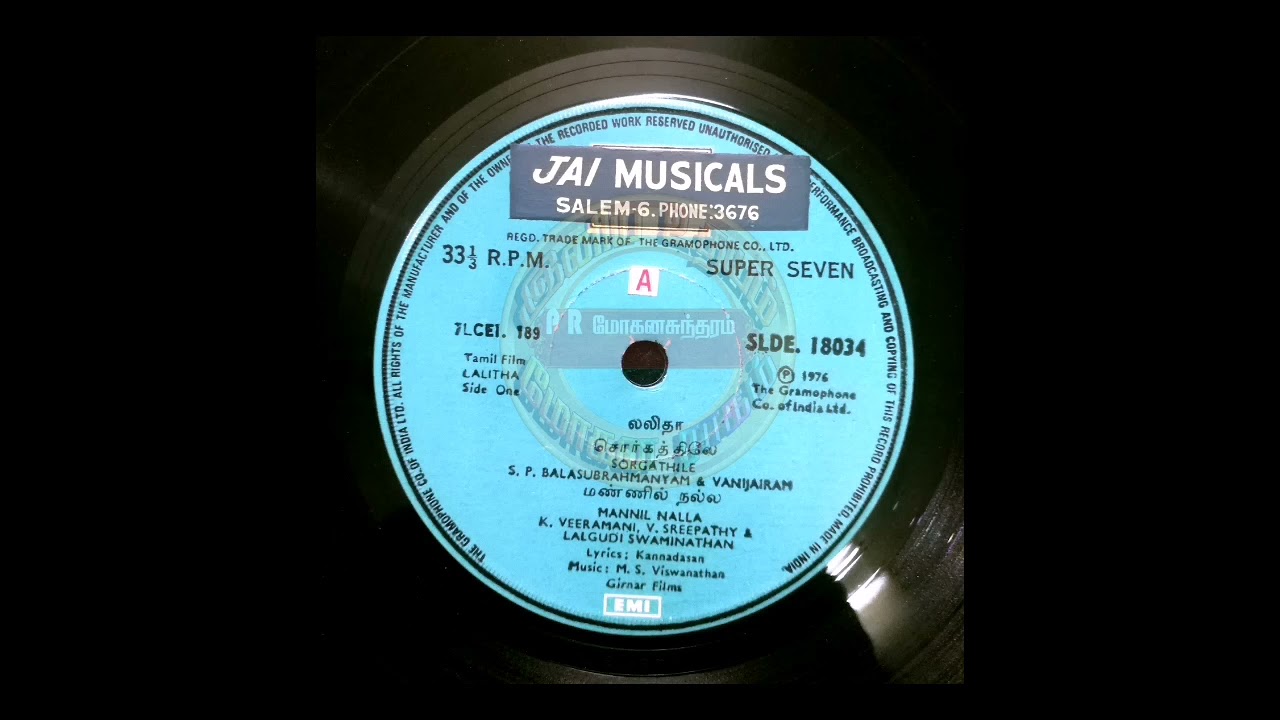 THE GRAMOPHONE CO. OF INDIA LTD. ALL RIGHTS OF THE MANUFACTURER AND OF THE OWNER OF THE RECORDED WORK RESERVED UNAUTHORISED PERFORMANCE BROADCASTING AND COPYING OF THIS RECORD PROHIBITED. MADE IN INDIA.
JAI MUSICALS
SALEM-6. PHONE:3676
REGD. TRADE MARK OF THE GRAMOPHONE CO., LTD.
33⅓ R.P.M.
SUPER SEVEN
A
A R மோகனசுந்தரம்
7LCEI. 189
SLDE. 18034
Tamil Film
LALITHA
Side One
Ⓟ 1976
The Gramophone
Co. of India Ltd.
லலிதா
சொர்கத்திலே
SORGATHILE
S. P. BALASUBRAHMANYAM & VANIJAIRAM
மண்ணில் நல்ல
MANNIL NALLA
K. VEERAMANI, V. SREEPATHY &
LALGUDI SWAMINATHAN
Lyrics: Kannadasan
Music: M. S. Viswanathan
Girnar Films
EMI